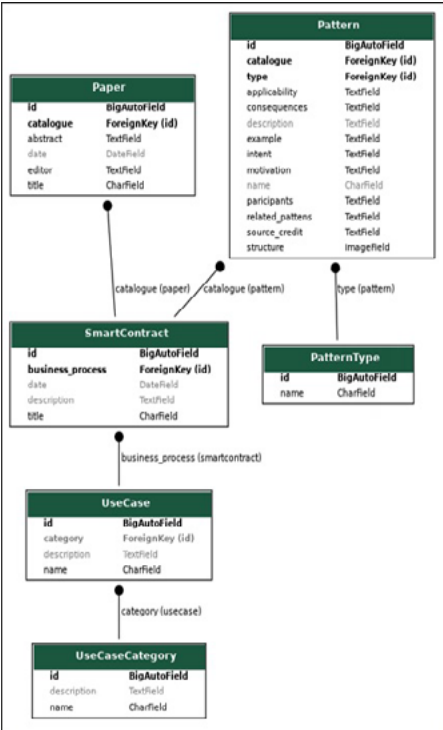 Pattern
id BigAutoField
catalogue ForeignKey (id)
type ForeignKey (id)
applicability TextField
consequences TextField
description TextField
example TextField
intent TextField
motivation TextField
name CharField
paricipants TextField
related_pattens TextField
source_credit TextField
structure ImageField
Paper
id BigAutoField
catalogue ForeignKey (id)
abstract TextField
date DateField
editor TextField
title CharField
catalogue (paper)
catalogue (pattern)
type (pattern)
SmartContract
id BigAutoField
business_process ForeignKey (id)
date DateField
description TextField
title CharField
PatternType
id BigAutoField
name CharField
business_process (smartcontract)
UseCase
id BigAutoField
category ForeignKey (id)
description TextField
name CharField
category (usecase)
UseCaseCategory
id BigAutoField
description TextField
name CharField